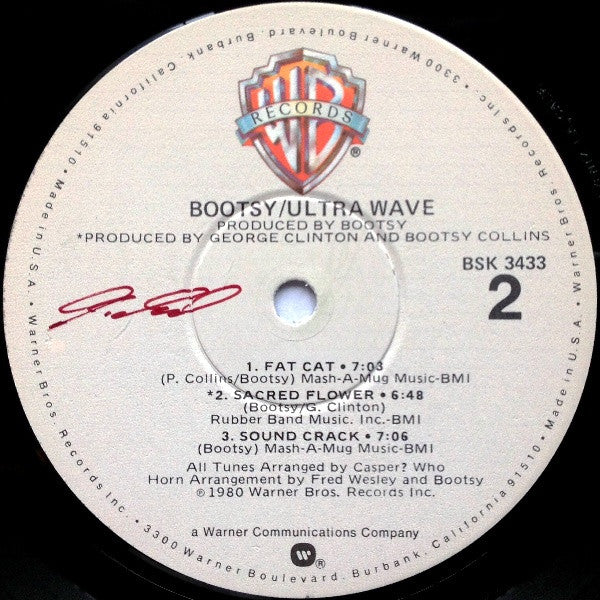 Made in U.S.A. • Warner Bros. Records Inc. • 3300 Warner Boulevard. Burbank. California 91510 •
Made in U.S.A. • Warner Bros. Records Inc. • 3300 Warner Boulevard. Burbank. California 91510 •
WB
RECORDS
®
BOOTSY/ULTRA WAVE
PRODUCED BY BOOTSY
*PRODUCED BY GEORGE CLINTON AND BOOTSY COLLINS
BSK 3433
2
1. FAT CAT • 7:03
(P. Collins/Bootsy) Mash-A-Mug Music-BMI
*2. SACRED FLOWER • 6:48
(Bootsy/G. Clinton)
Rubber Band Music. Inc.-BMI
3. SOUND CRACK • 7:06
(Bootsy) Mash-A-Mug Music-BMI
All Tunes Arranged by Casper? Who
Horn Arrangement by Fred Wesley and Bootsy
℗1980 Warner Bros. Records Inc.
a Warner Communications Company
®